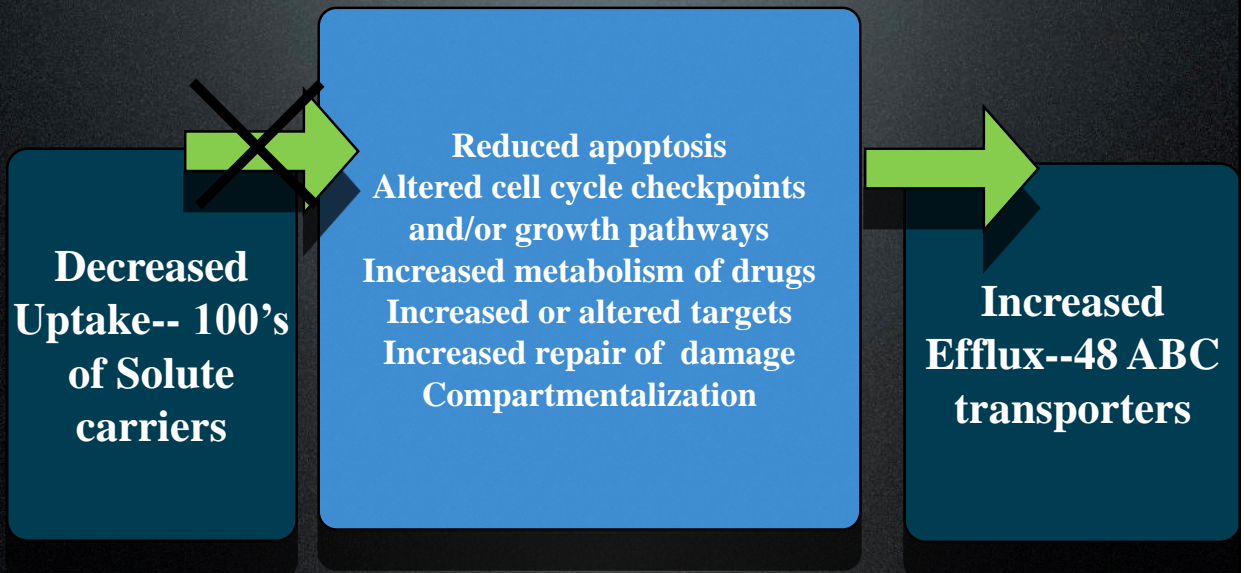 Decreased
Uptake-- 100's
of Solute
carriers
Reduced apoptosis
Altered cell cycle checkpoints
and/or growth pathways
Increased metabolism of drugs
Increased or altered targets
Increased repair of damage
Compartmentalization
Increased
Efflux--48 ABC
transporters